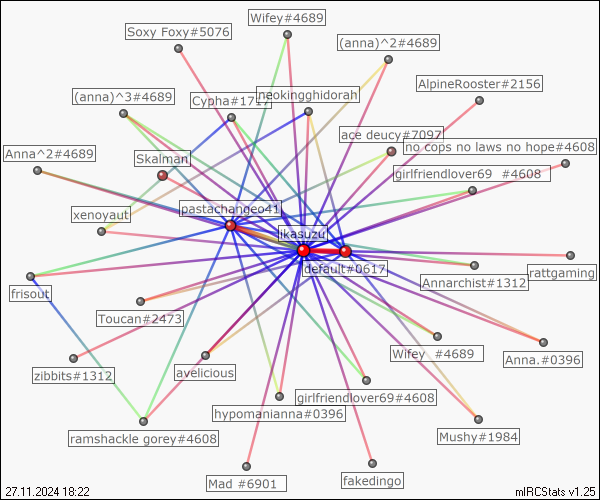 Wifey#4689
Soxy Foxy#5076
(anna)^2#4689
AlpineRooster#2156
(anna)^3#4689
Cypha#1717
neokingghidorah
ace deucy#7097
no cops no laws no hope#4608
Anna^2#4689
Skalman
girlfriendlover69 #4608
xenoyaut
pastachangeo41
likasuzu
default#0617
Annarchist#1312
rattgaming
frisout
Toucan#2473
zibbits#1312
avelicious
Wifey #4689
Anna.#0396
girlfriendlover69#4608
hypomanianna#0396
ramshackle gorey#4608
Mushy#1984
Mad #6901
fakedingo
27.11.2024 18:22
mIRCStats v1.25